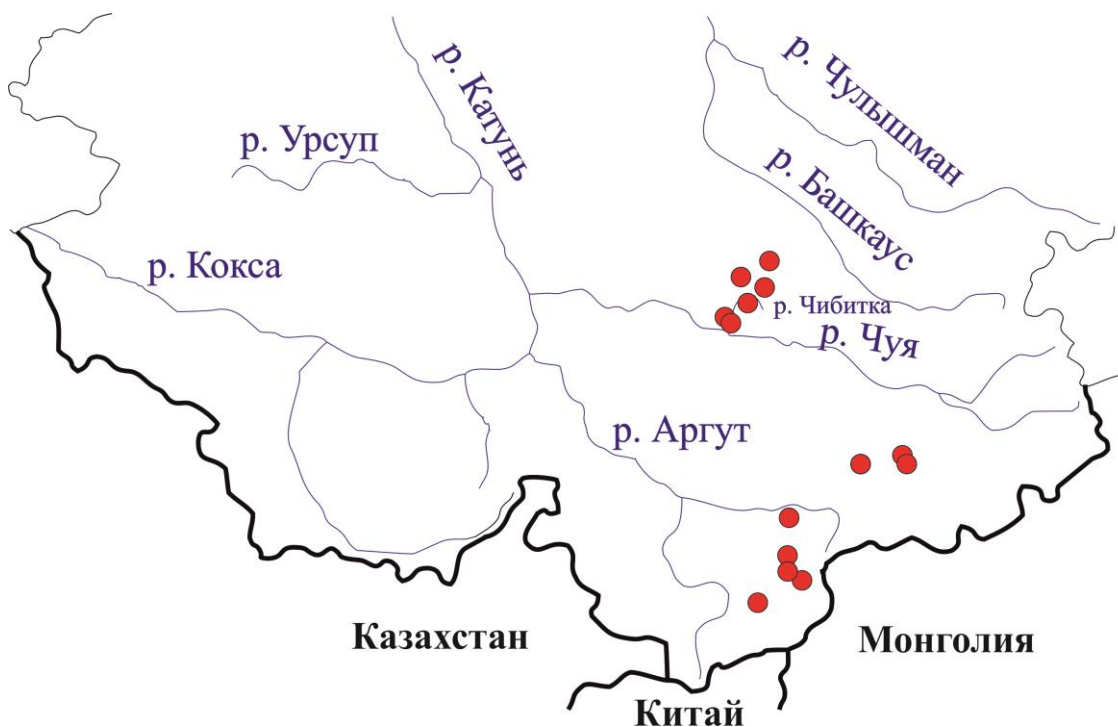 р. Катунь
р. Чулышман
р. Урсуп
р. Башкаус
р. Кокса
р. Чибитка
р. Чуя
р. Аргут
Казахстан
Монголия
Китай